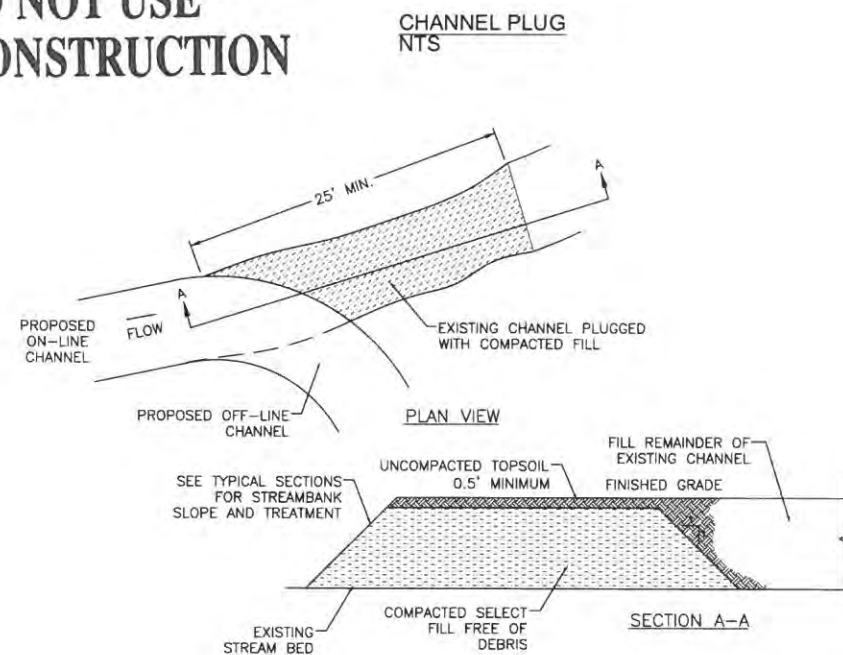 NOT USE
ONSTRUCTION
CHANNEL PLUG
NTS
25' MIN.
A
A
PROPOSED
ON-LINE
CHANNEL
FLOW
EXISTING CHANNEL PLUGGED
WITH COMPACTED FILL
PROPOSED OFF-LINE
CHANNEL
PLAN VIEW
FILL REMAINDER OF
EXISTING CHANNEL
UNCOMPACTED TOPSOIL
0.5' MINIMUM
FINISHED GRADE
SEE TYPICAL SECTIONS
FOR STREAMBANK
SLOPE AND TREATMENT
EXISTING
STREAM BED
COMPACTED SELECT
FILL FREE OF
DEBRIS
SECTION A-A